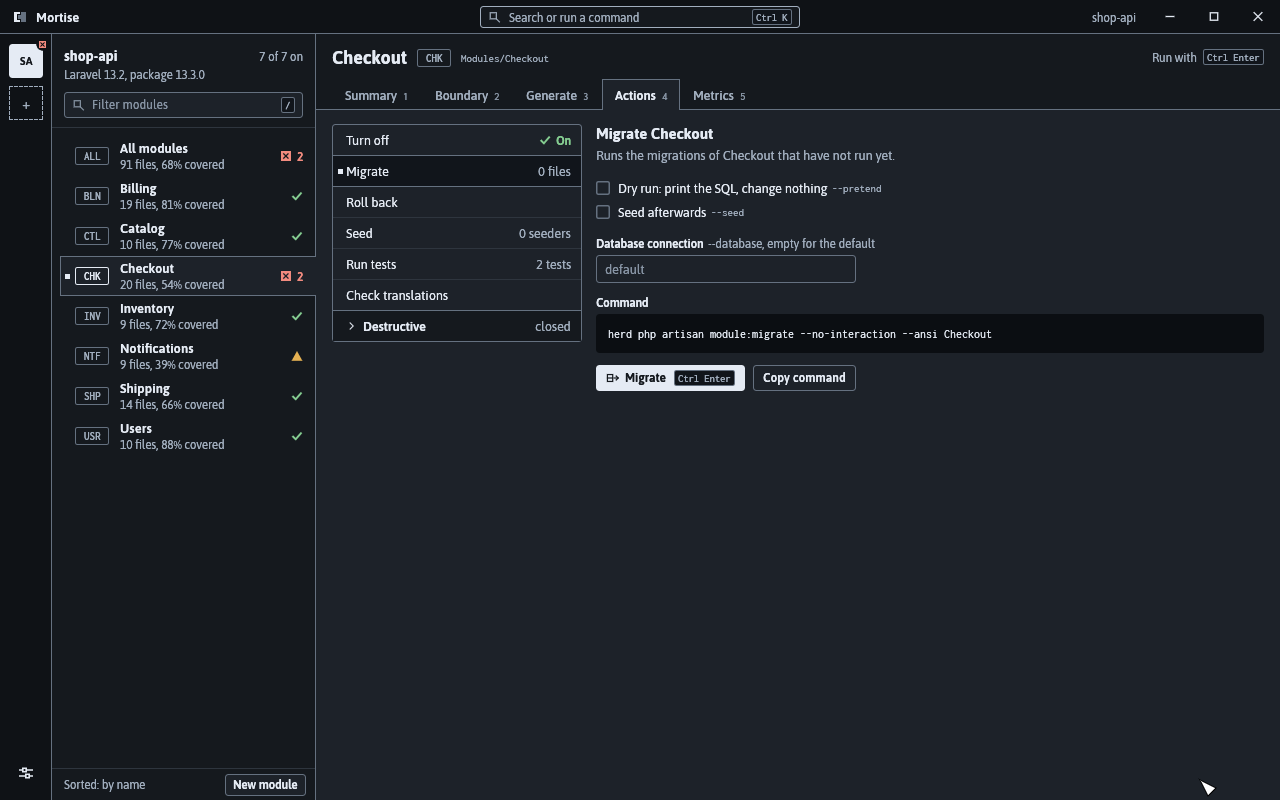 Mortise
Search or run a command
Ctrl K
shop-api
SA
+
shop-api
7 of 7 on
Laravel 13.2, package 13.3.0
Filter modules
/
ALL
All modules
91 files, 68% covered
2
BLN
Billing
19 files, 81% covered
CTL
Catalog
10 files, 77% covered
CHK
Checkout
20 files, 54% covered
2
INV
Inventory
9 files, 72% covered
NTF
Notifications
9 files, 39% covered
SHP
Shipping
14 files, 66% covered
USR
Users
10 files, 88% covered
Sorted: by name
New module
Checkout
CHK
Modules/Checkout
Run with
Ctrl Enter
Summary 1
Boundary 2
Generate 3
Actions 4
Metrics 5
Turn off
On
Migrate
0 files
Roll back
Seed
0 seeders
Run tests
2 tests
Check translations
Destructive
closed
Migrate Checkout
Runs the migrations of Checkout that have not run yet.
Dry run: print the SQL, change nothing --pretend
Seed afterwards --seed
Database connection --database, empty for the default
default
Command
herd php artisan module:migrate --no-interaction --ansi Checkout
Migrate
Ctrl Enter
Copy command